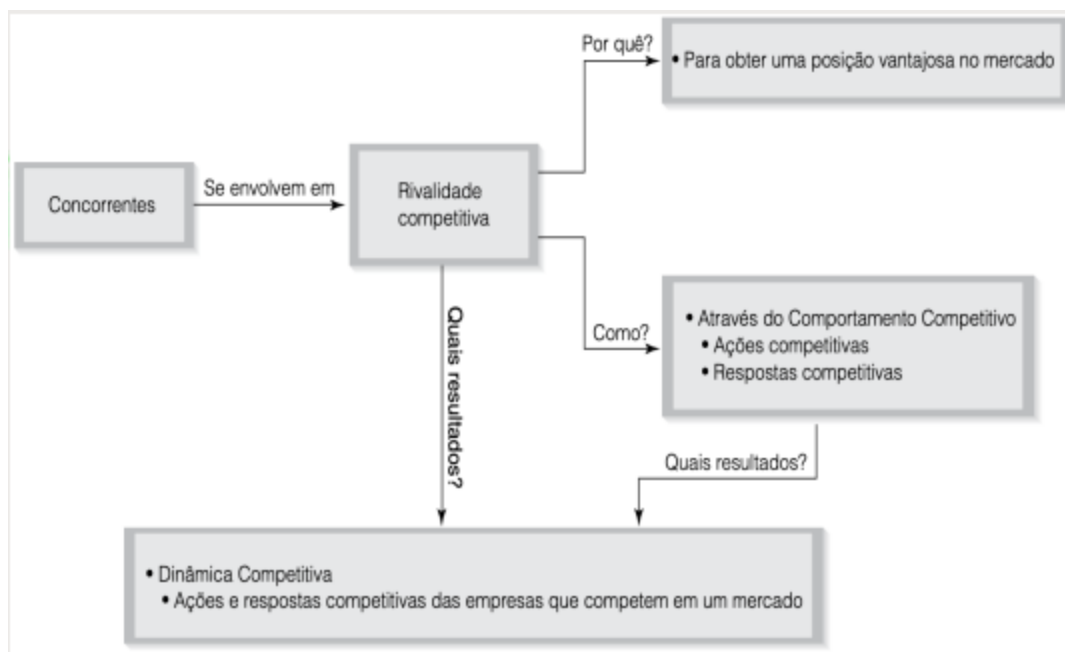 Por quê?
• Para obter uma posição vantajosa no mercado
Concorrentes
Se envolvem em
Rivalidade
competitiva
Como?
• Através do Comportamento Competitivo
• Ações competitivas
• Respostas competitivas
Quais resultados?
Quais resultados?
• Dinâmica Competitiva
• Ações e respostas competitivas das empresas que competem em um mercado